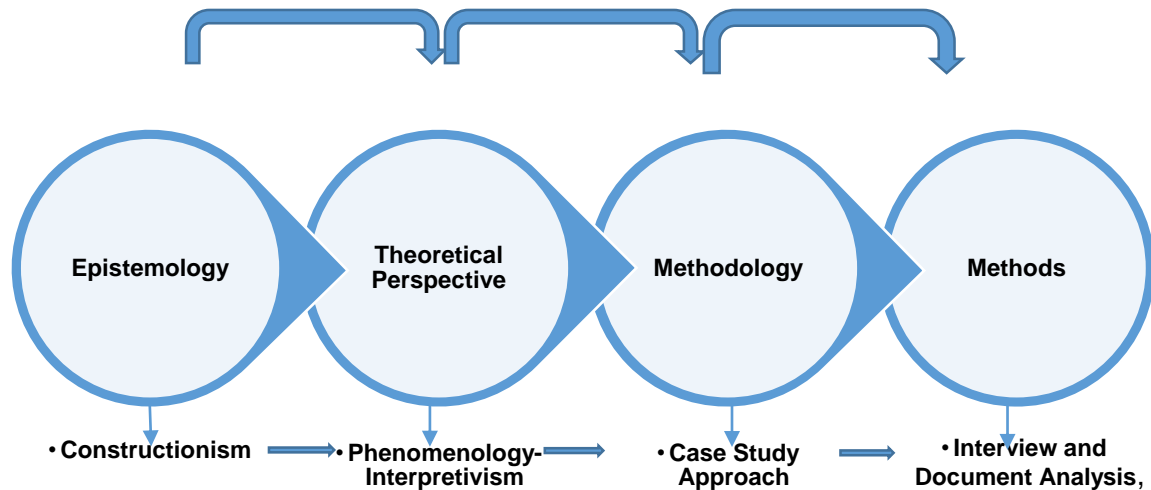 Epistemology
Theoretical
Perspective
Methodology
Methods
• Constructionism
• Phenomenology-
Interpretivism
• Case Study
Approach
• Interview and
Document Analysis,